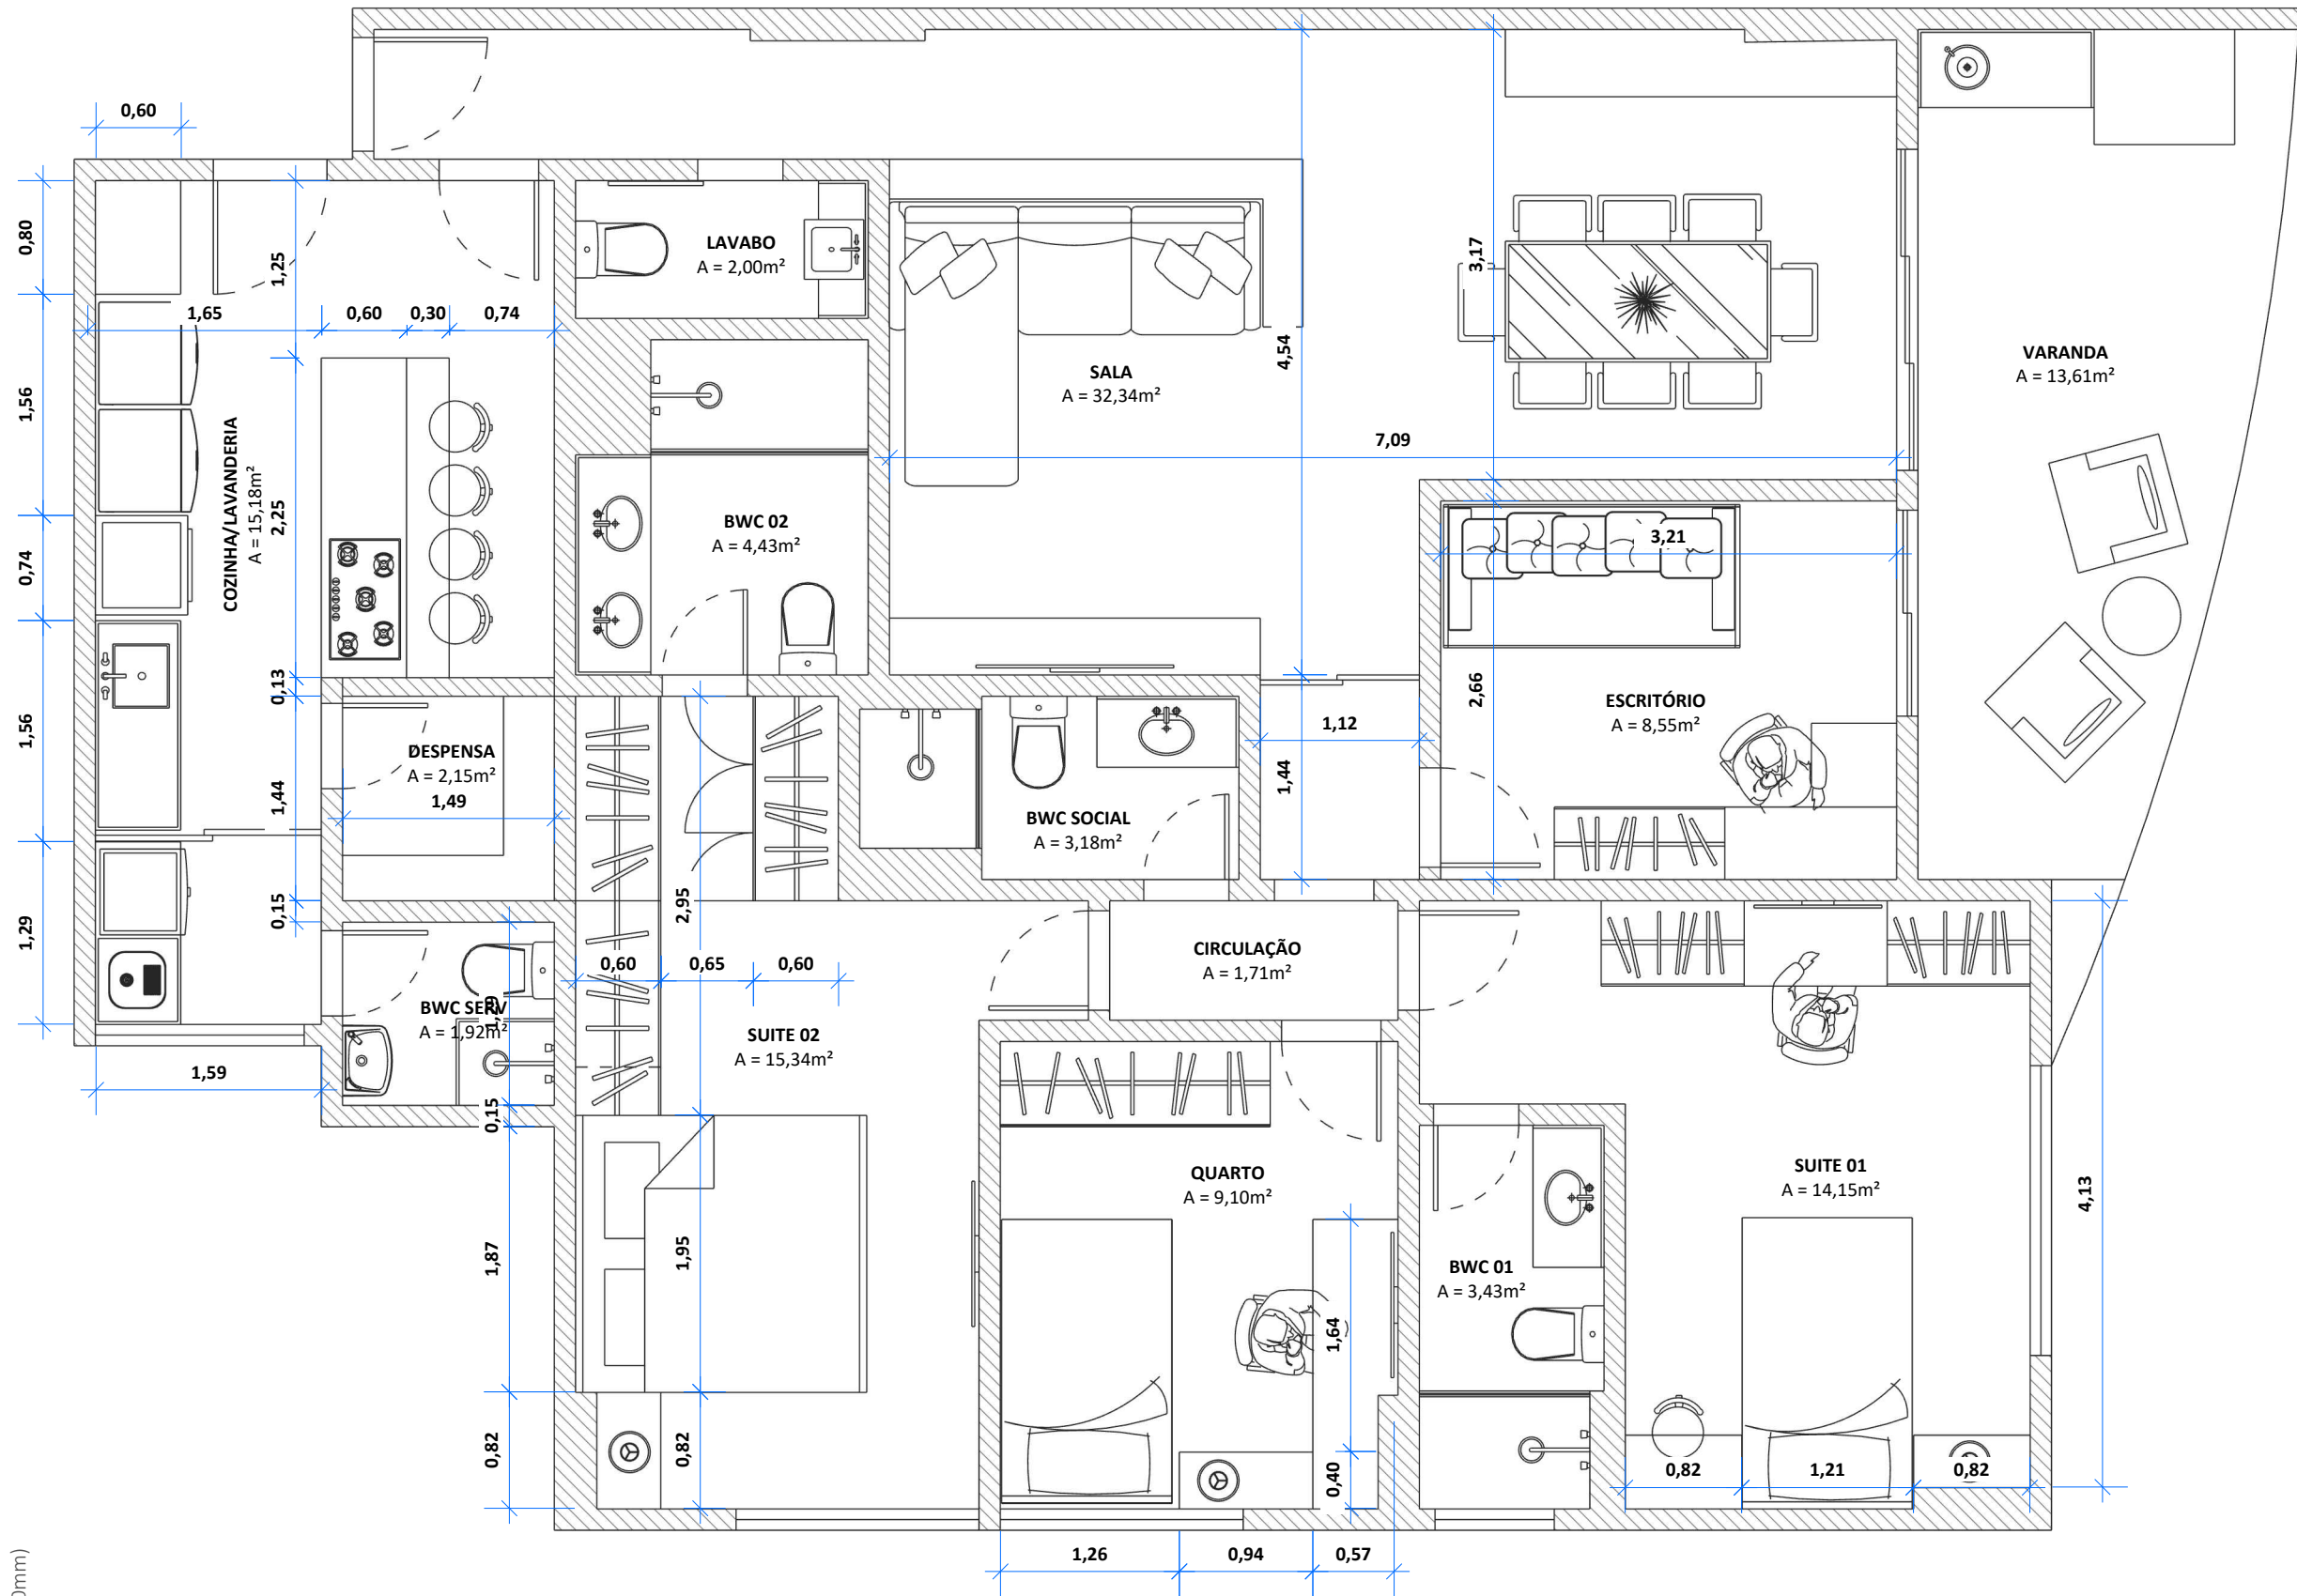 0,60
0,80
1,25
LAVABO
A = 2,00m²
3,17
1,65
0,60
0,30
0,74
4,54
VARANDA
A = 13,61m²
SALA
A = 32,34m²
1,56
7,09
COZINHA/LAVANDERIA
A = 15,18m²
2,25
BWC 02
A = 4,43m²
3,21
0,74
0,13
2,66
ESCRITÓRIO
A = 8,55m²
1,56
DESPENSA
A = 2,15m²
1,49
1,44
1,12
1,44
BWC SOCIAL
A = 3,18m²
2,95
0,15
1,29
0,60
0,65
0,60
CIRCULAÇÃO
A = 1,71m²
BWC SERV
A = 1,92m²
SUITE 02
A = 15,34m²
1,59
0,15
QUARTO
A = 9,10m²
SUITE 01
A = 14,15m²
4,13
1,87
1,95
BWC 01
A = 3,43m²
1,64
0,82
0,82
0,40
0,82
1,21
0,82
1,26
0,94
0,57
0mm)